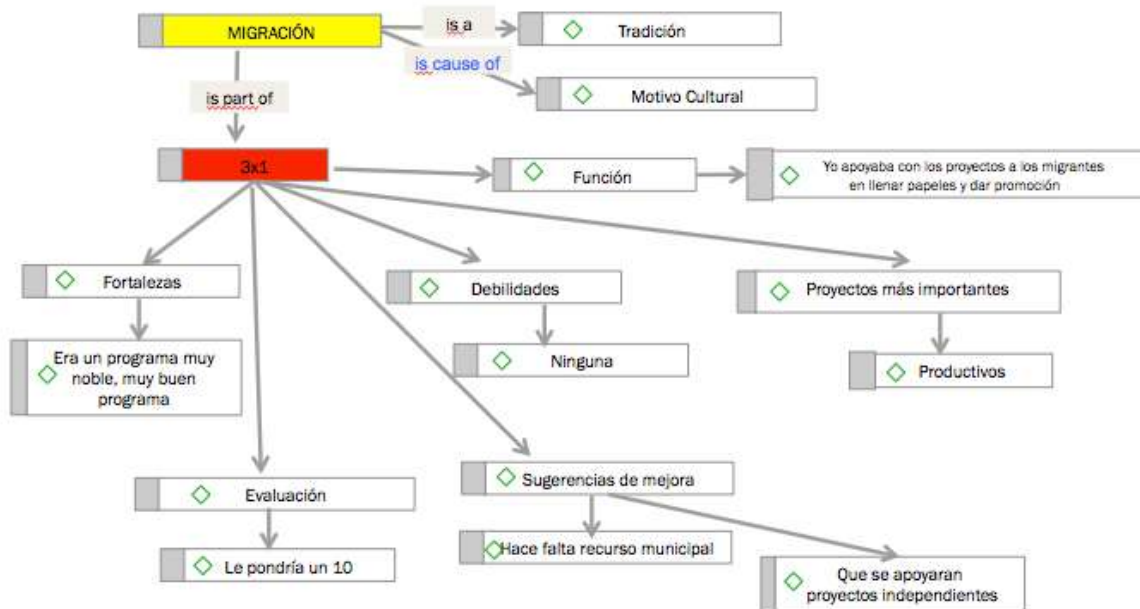 MIGRACIÓN
is a
Tradición
is cause of
Motivo Cultural
is part of
3x1
Función
Yo apoyaba con los proyectos a los migrantes
en llenar papeles y dar promoción
Fortalezas
Debilidades
Proyectos más importantes
Era un programa muy
noble, muy buen
programa
Ninguna
Productivos
Evaluación
Sugerencias de mejora
Le pondría un 10
Hace falta recurso municipal
Que se apoyaran
proyectos independientes